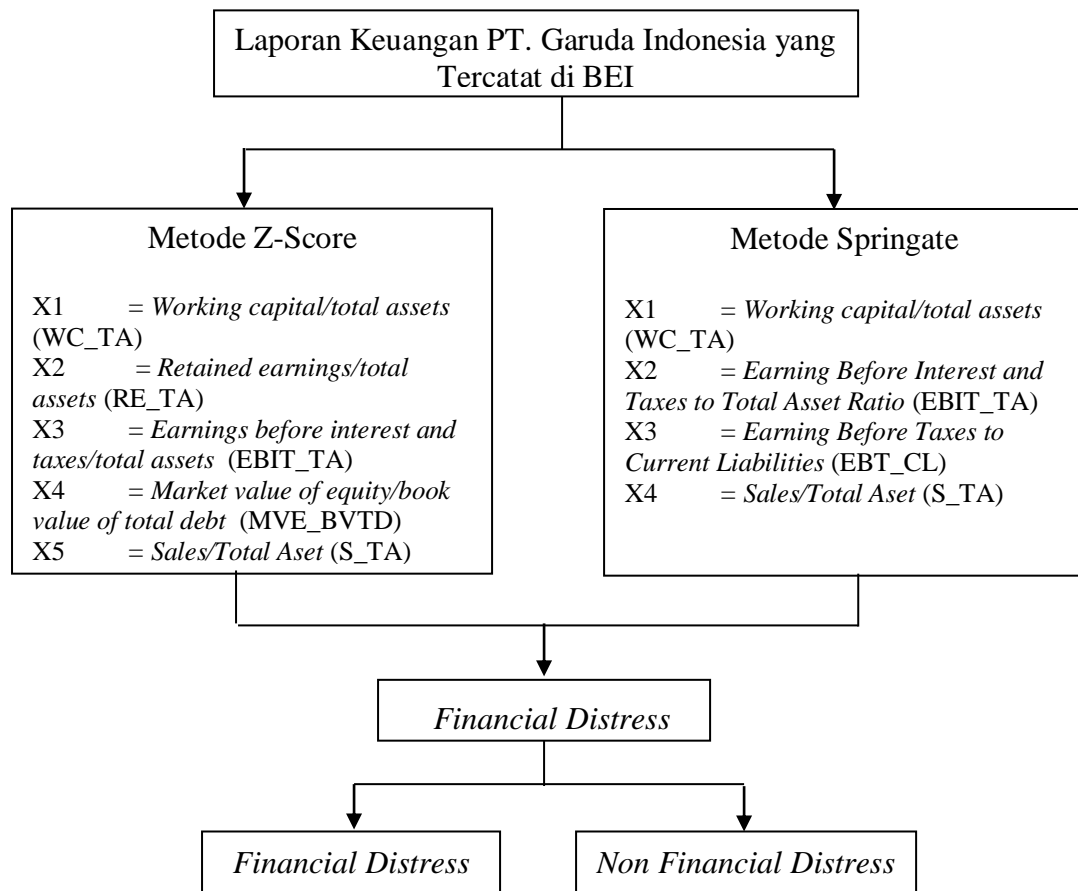 Laporan Keuangan PT. Garuda Indonesia yang
Tercatat di BEI
Metode Z-Score
X1 = Working capital/total assets
(WC_TA)
X2 = Retained earnings/total
assets (RE_TA)
X3 = Earnings before interest and
taxes/total assets (EBIT_TA)
X4 = Market value of equity/book
value of total debt (MVE_BVTD)
X5 = Sales/Total Aset (S_TA)
Metode Springate
X1 = Working capital/total assets
(WC_TA)
X2 = Earning Before Interest and
Taxes to Total Asset Ratio (EBIT_TA)
X3 = Earning Before Taxes to
Current Liabilities (EBT_CL)
X4 = Sales/Total Aset (S_TA)
Financial Distress
Financial Distress
Non Financial Distress